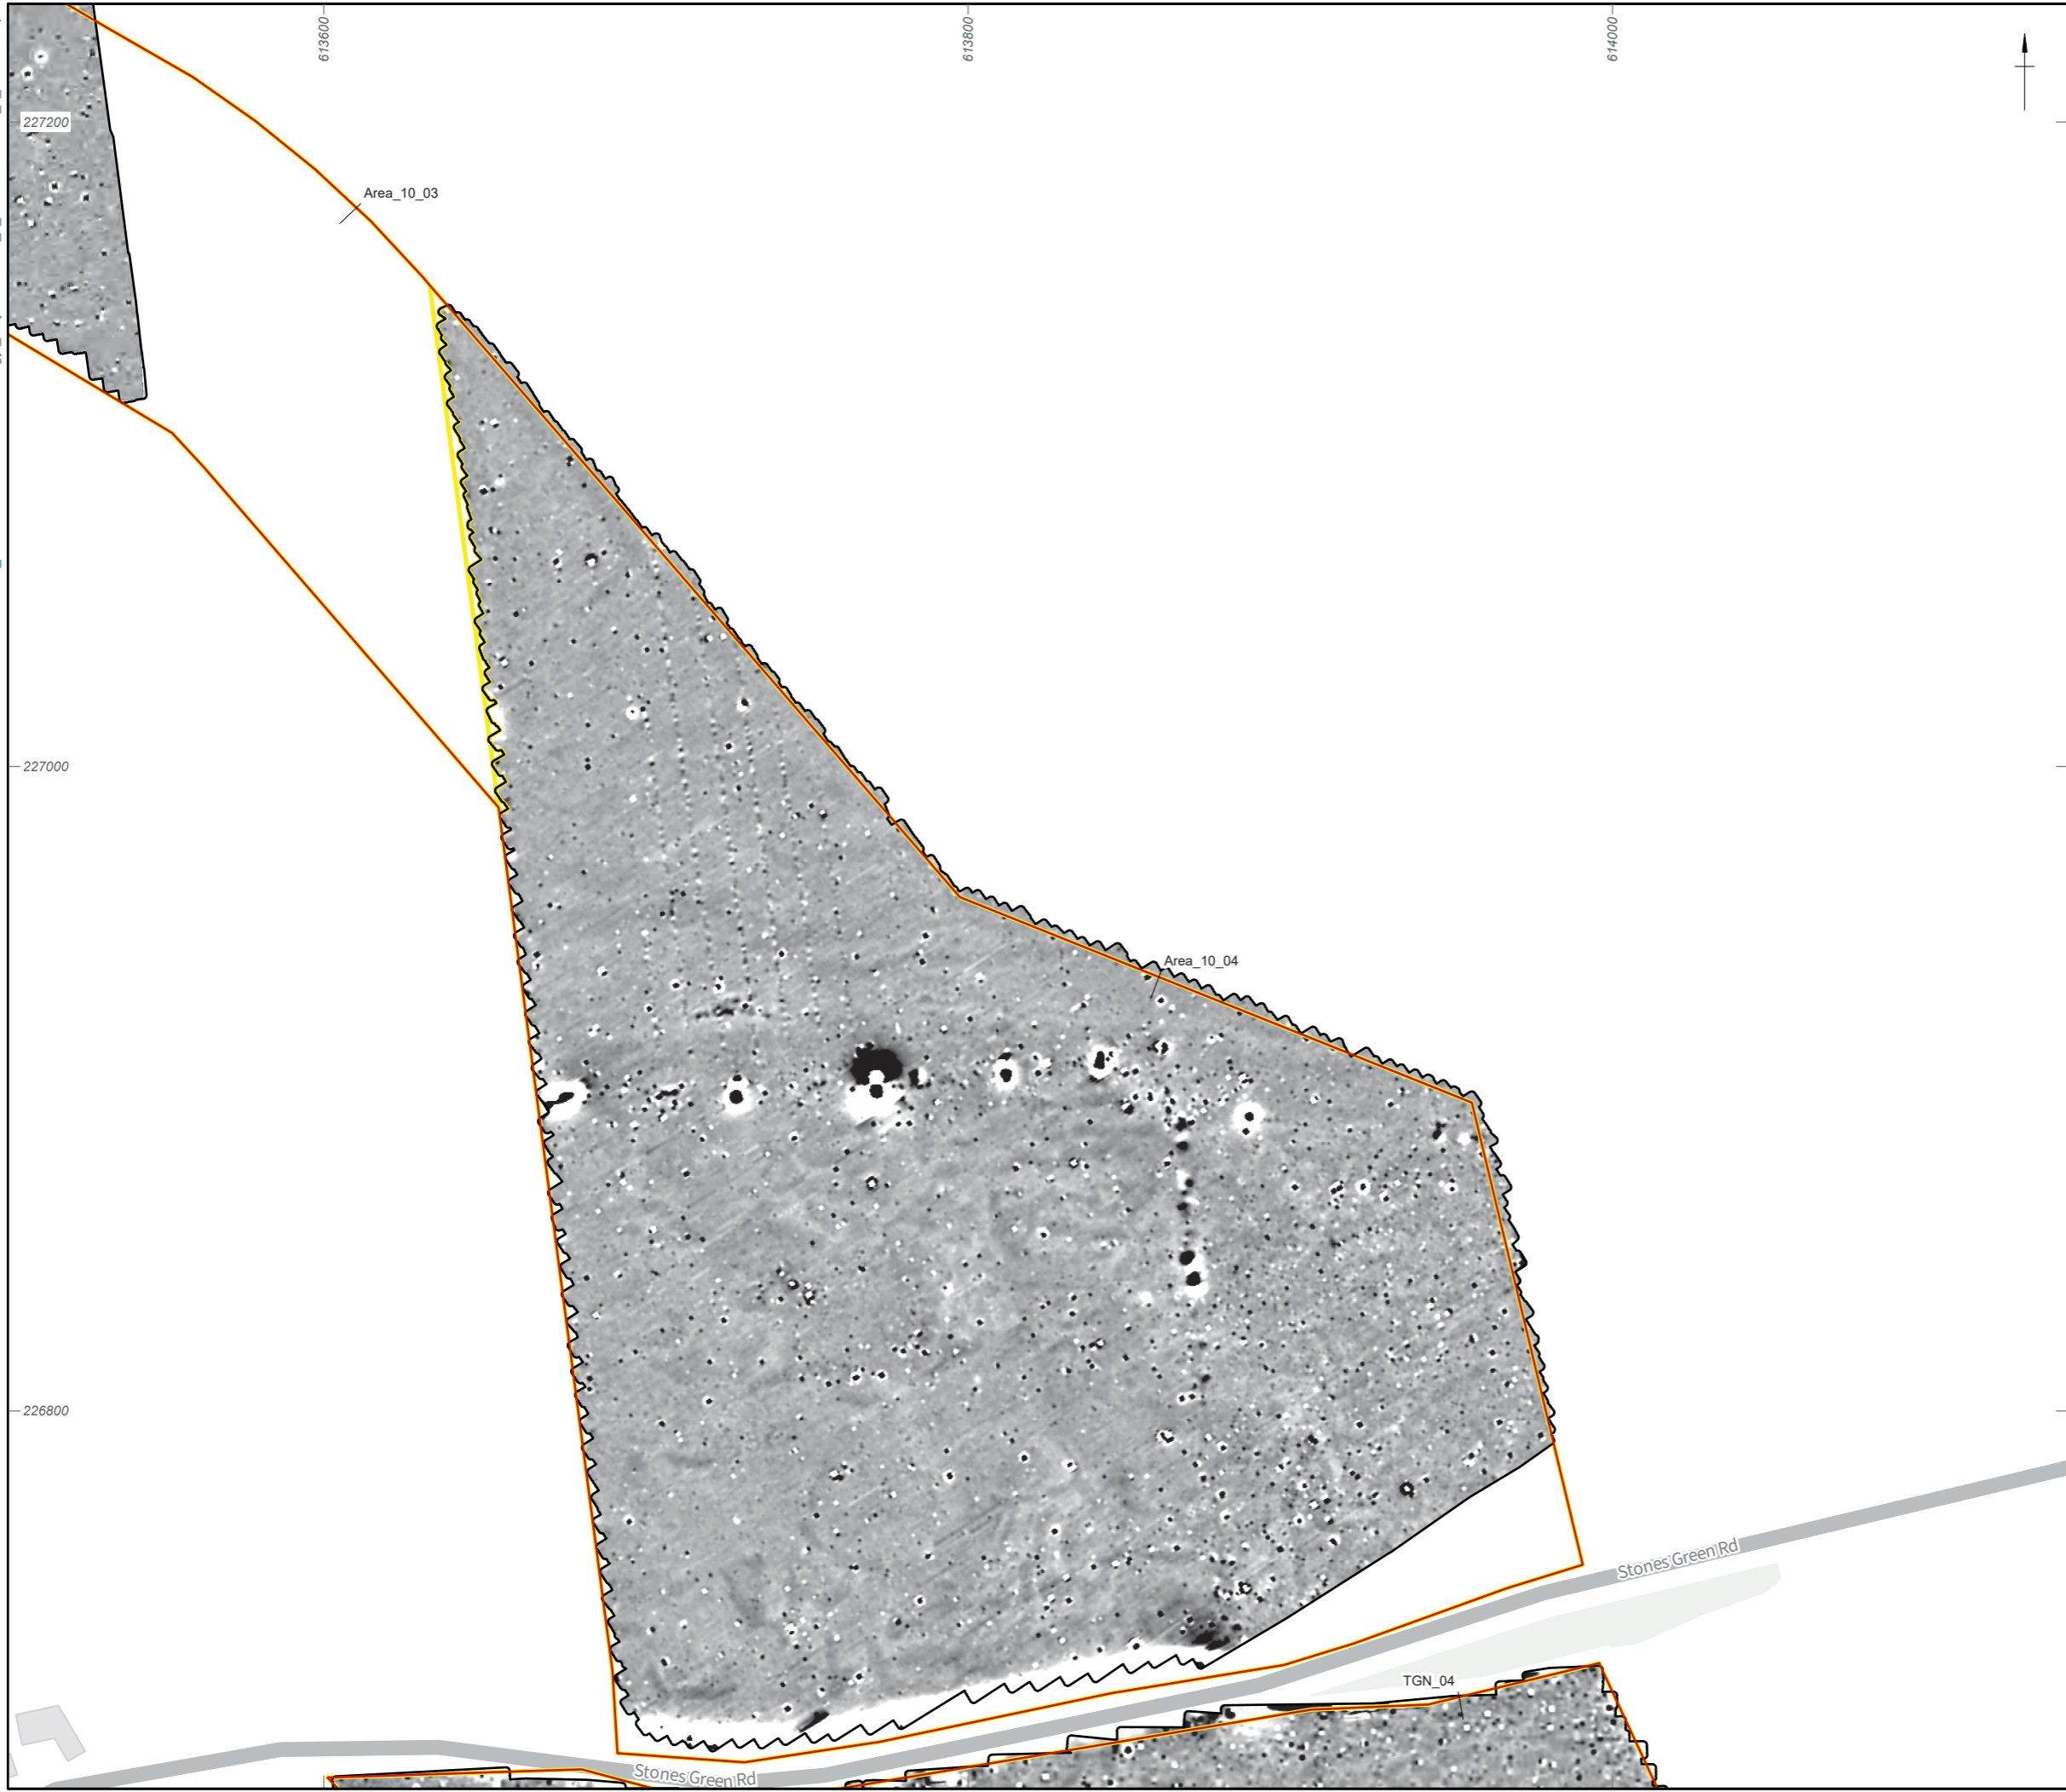 613600
613800
614000
227200
Area_10_03
227000
Area_10_04
226800
Stones Green Rd
TGN_04
Stones Green Rd